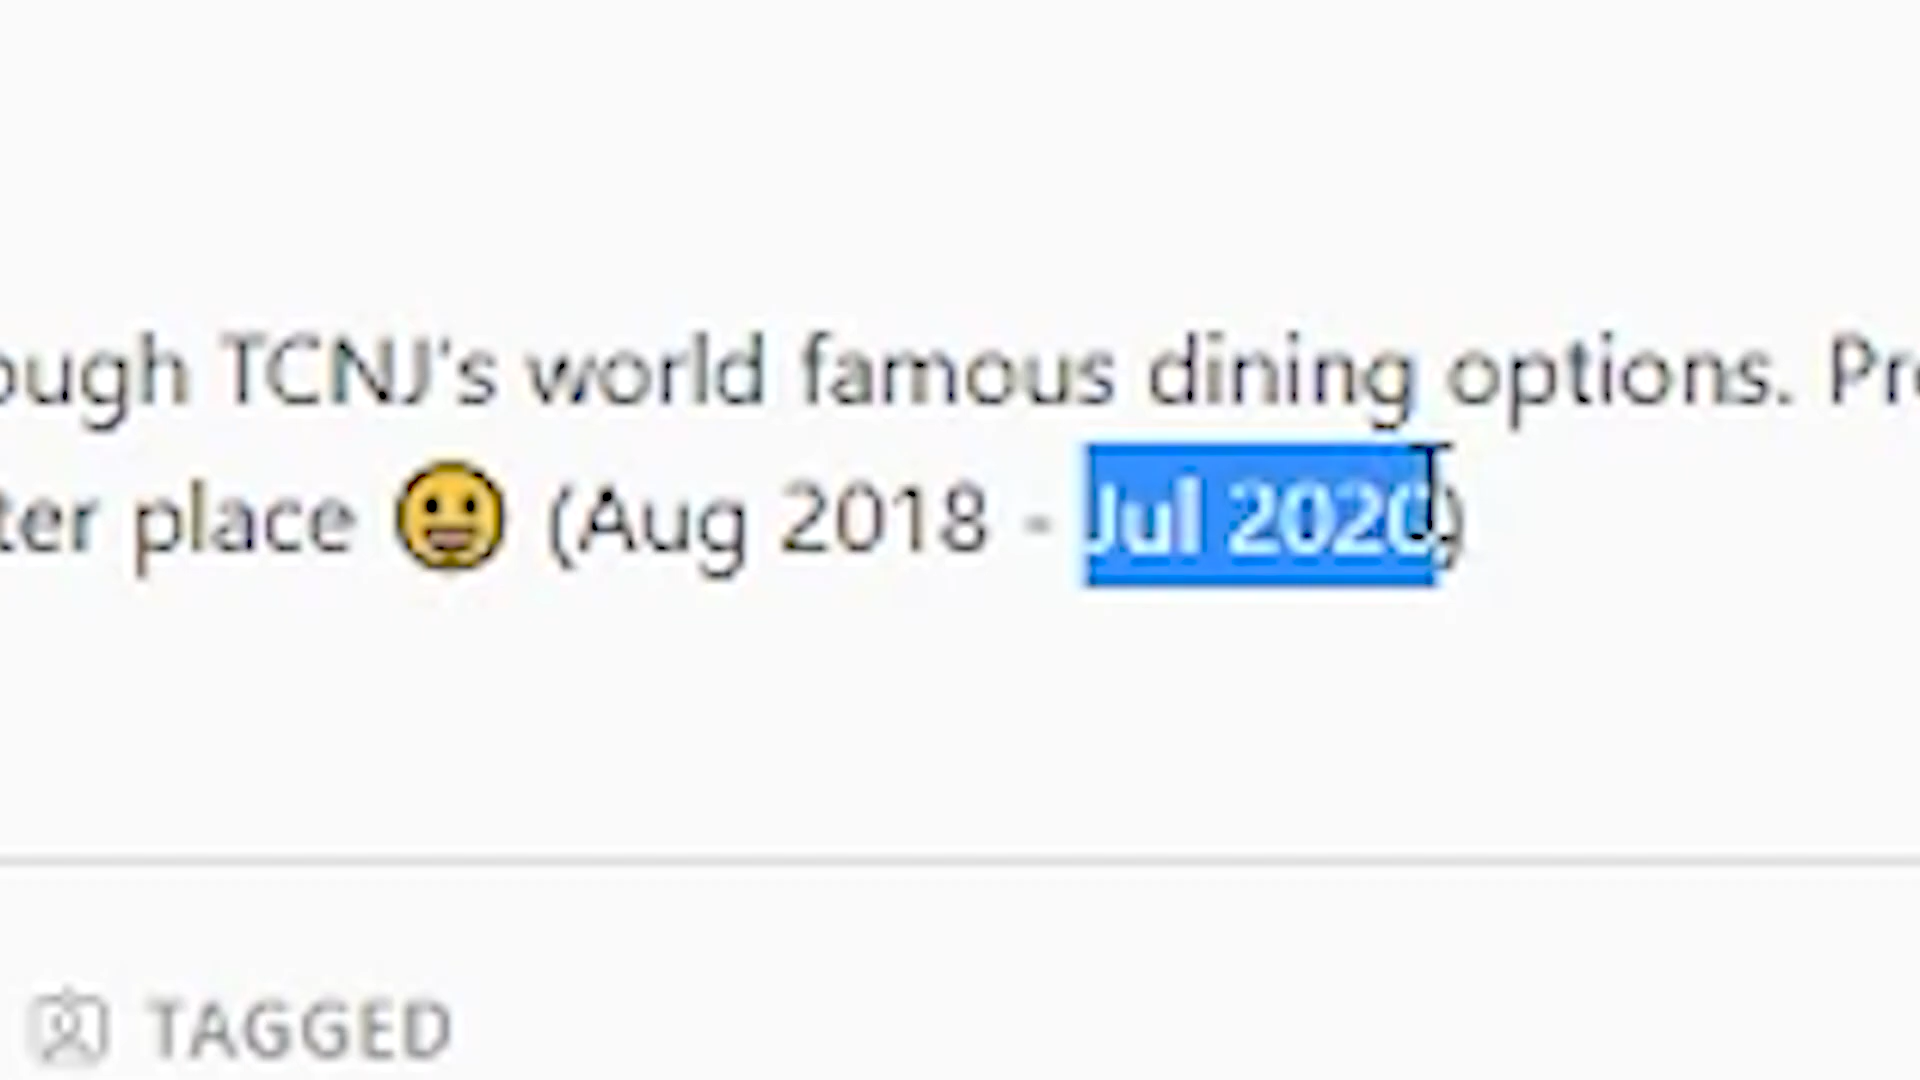 ough TCNJ's world famous dining options. Pr
ter place 😀 (Aug 2018 - Jul 2020)
TAGGED